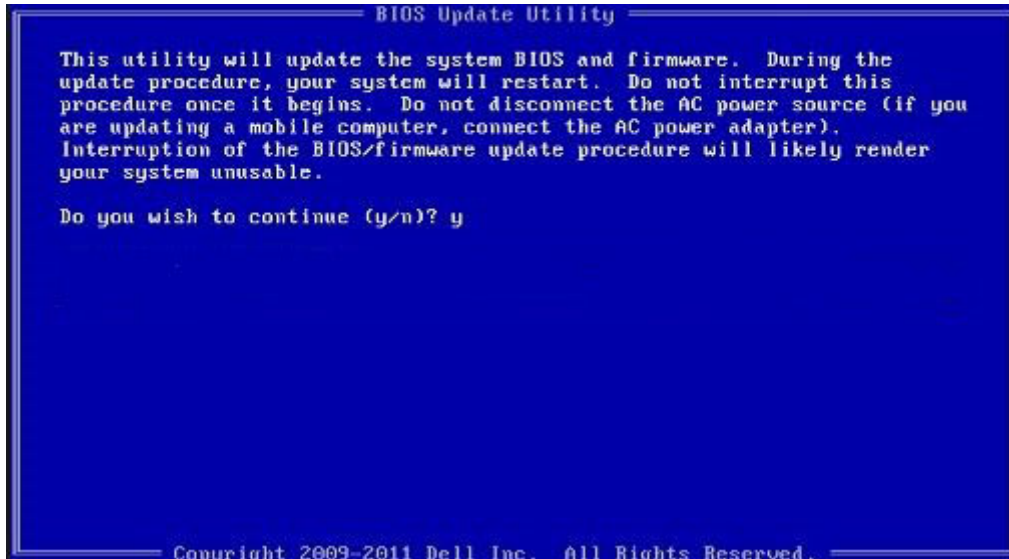 BIOS Update Utility
This utility will update the system BIOS and firmware. During the
update procedure, your system will restart. Do not interrupt this
procedure once it begins. Do not disconnect the AC power source (if you
are updating a mobile computer, connect the AC power adapter).
Interruption of the BIOS/firmware update procedure will likely render
your system unusable.
Do you wish to continue (y/n)? y
Copyright 2009-2011 Dell Inc. All Rights Reserved.